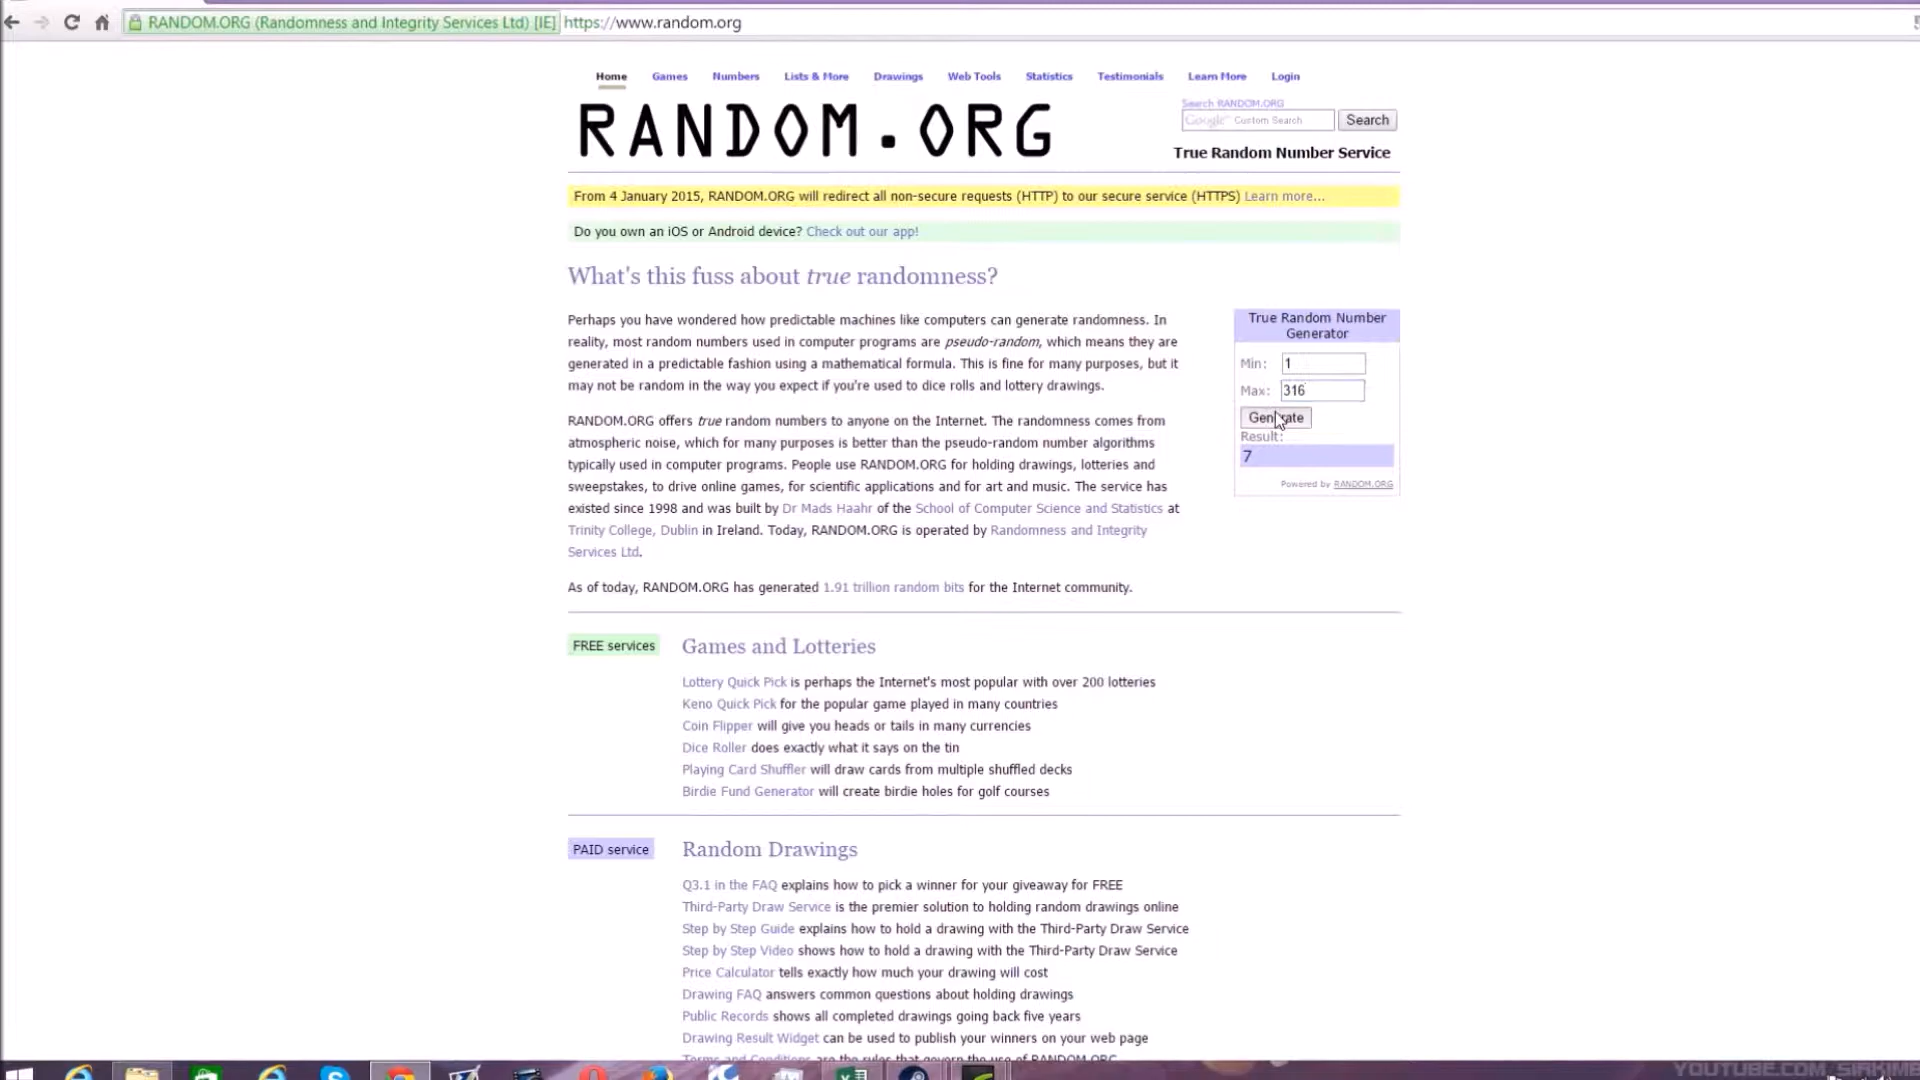 RANDOM.ORG (Randomness and Integrity Services Ltd) [IE] https://www.random.org
Home Games Numbers Lists & More Drawings Web Tools Statistics Testimonials Learn More Login
RANDOM.ORG
Search RANDOM.ORG
Google™ Custom Search Search
True Random Number Service
From 4 January 2015, RANDOM.ORG will redirect all non-secure requests (HTTP) to our secure service (HTTPS) Learn more...
Do you own an iOS or Android device? Check out our app!
What's this fuss about true randomness?
Perhaps you have wondered how predictable machines like computers can generate randomness. In
reality, most random numbers used in computer programs are pseudo-random, which means they are
generated in a predictable fashion using a mathematical formula. This is fine for many purposes, but it
may not be random in the way you expect if you're used to dice rolls and lottery drawings.
RANDOM.ORG offers true random numbers to anyone on the Internet. The randomness comes from
atmospheric noise, which for many purposes is better than the pseudo-random number algorithms
typically used in computer programs. People use RANDOM.ORG for holding drawings, lotteries and
sweepstakes, to drive online games, for scientific applications and for art and music. The service has
existed since 1998 and was built by Dr Mads Haahr of the School of Computer Science and Statistics at
Trinity College, Dublin in Ireland. Today, RANDOM.ORG is operated by Randomness and Integrity
Services Ltd.
As of today, RANDOM.ORG has generated 1.91 trillion random bits for the Internet community.
True Random Number
Generator
Min: 1
Max: 316
Generate
Result:
7
Powered by RANDOM.ORG
FREE services
Games and Lotteries
Lottery Quick Pick is perhaps the Internet's most popular with over 200 lotteries
Keno Quick Pick for the popular game played in many countries
Coin Flipper will give you heads or tails in many currencies
Dice Roller does exactly what it says on the tin
Playing Card Shuffler will draw cards from multiple shuffled decks
Birdie Fund Generator will create birdie holes for golf courses
PAID service
Random Drawings
Q3.1 in the FAQ explains how to pick a winner for your giveaway for FREE
Third-Party Draw Service is the premier solution to holding random drawings online
Step by Step Guide explains how to hold a drawing with the Third-Party Draw Service
Step by Step Video shows how to hold a drawing with the Third-Party Draw Service
Price Calculator tells exactly how much your drawing will cost
Drawing FAQ answers common questions about holding drawings
Public Records shows all completed drawings going back five years
Drawing Result Widget can be used to publish your winners on your web page
Terms and Conditions are the rules that govern the use of RANDOM.ORG